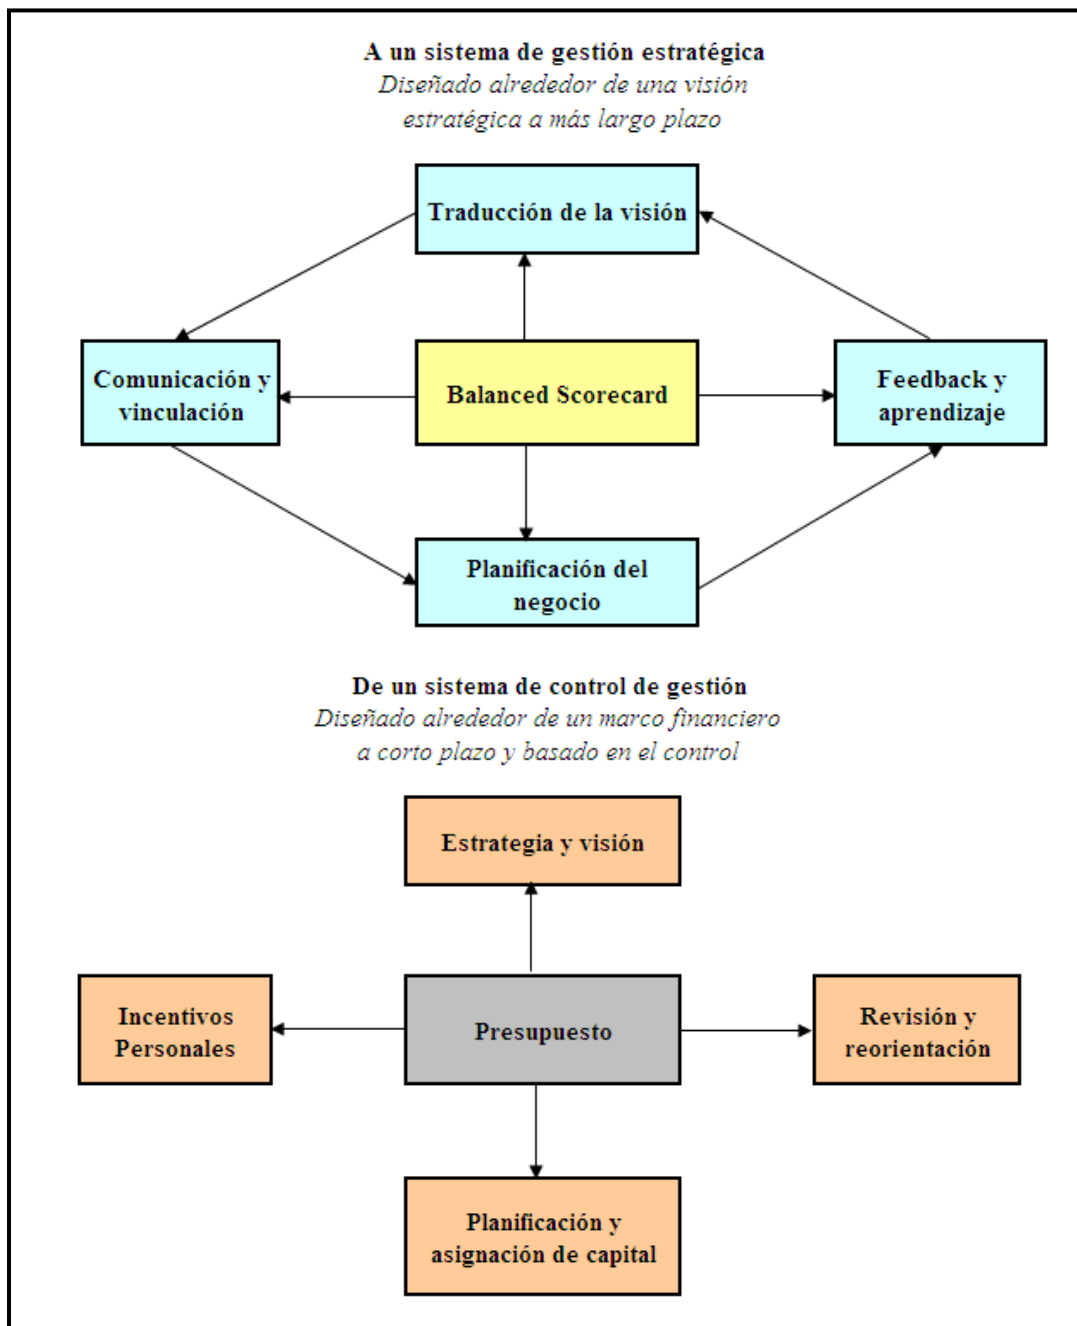 A un sistema de gestión estratégica
Diseñado alrededor de una visión
estratégica a más largo plazo
Traducción de la visión
Comunicación y
vinculación
Balanced Scorecard
Feedback y
aprendizaje
Planificación del
negocio
De un sistema de control de gestión
Diseñado alrededor de un marco financiero
a corto plazo y basado en el control
Estrategia y visión
Incentivos
Personales
Presupuesto
Revisión y
reorientación
Planificación y
asignación de capital